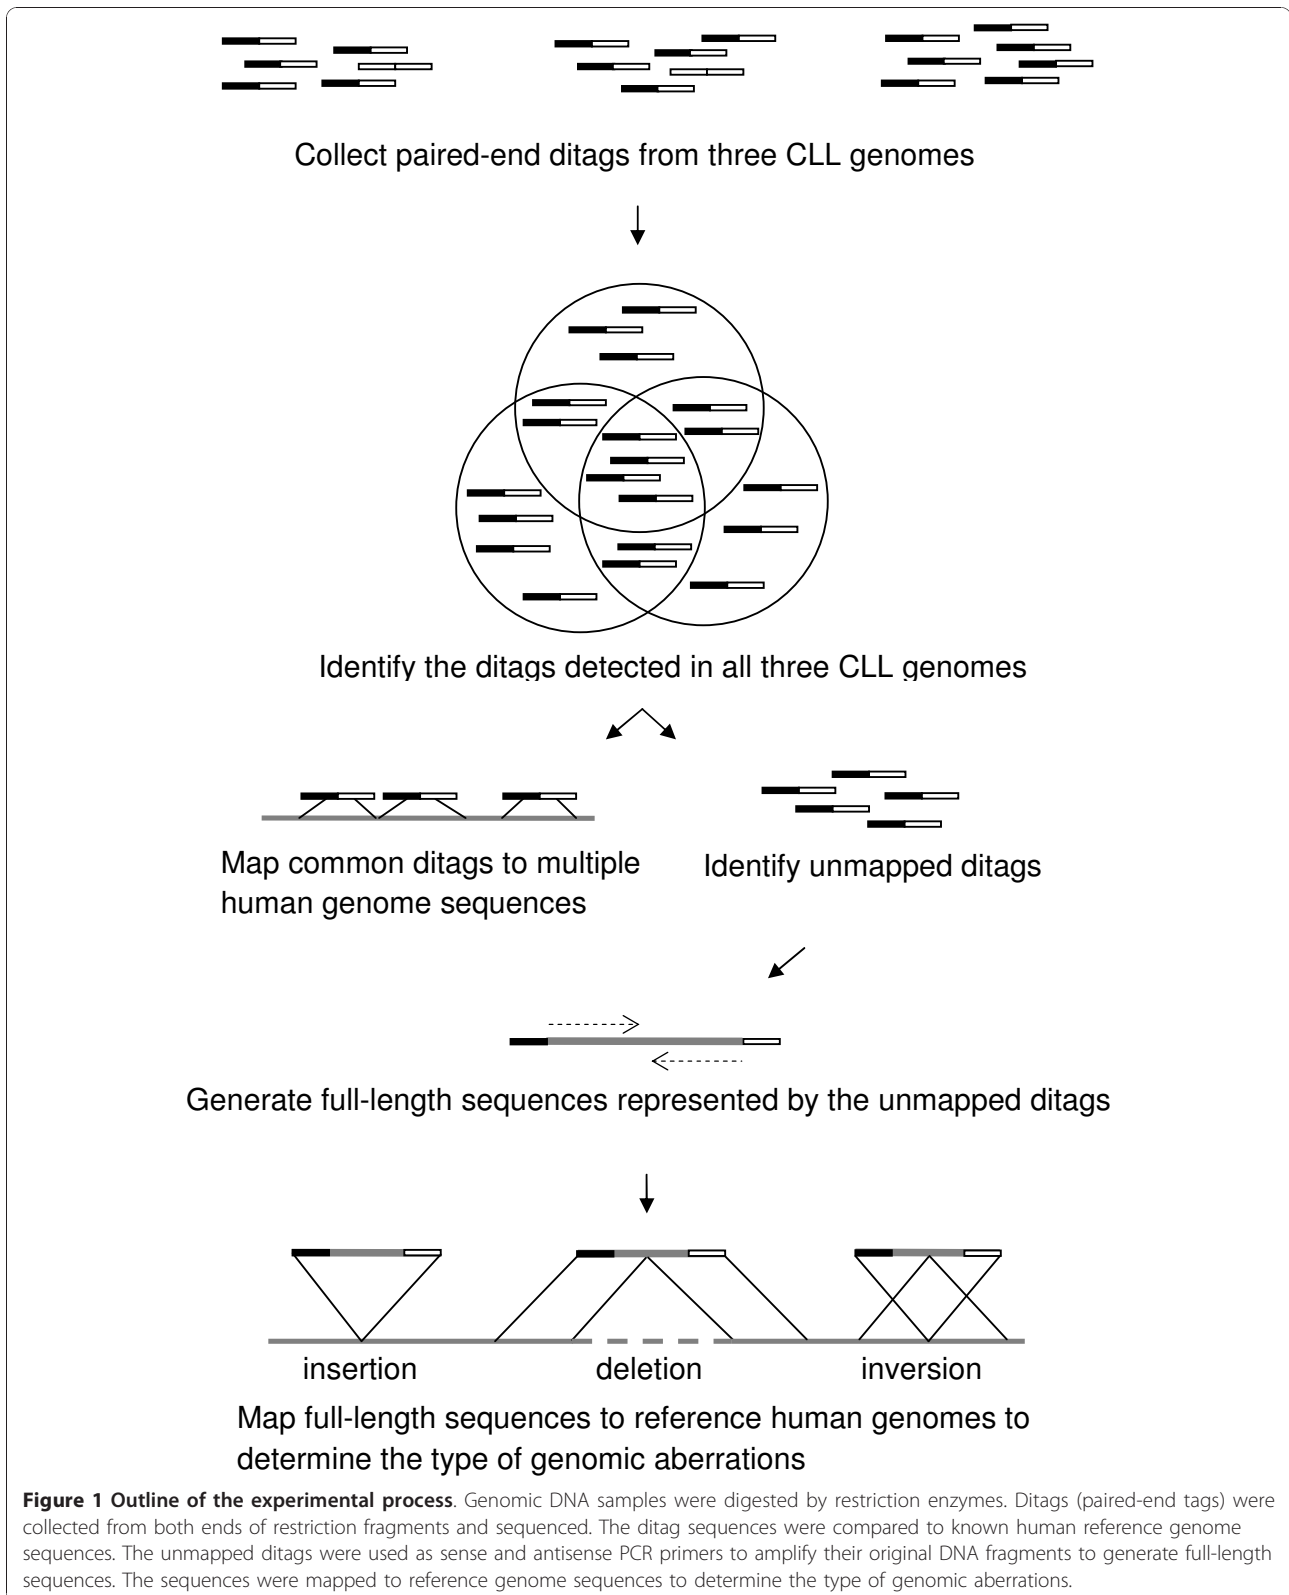 Collect paired-end ditags from three CLL genomes
Identify the ditags detected in all three CLL genomes
Map common ditags to multiple
human genome sequences
Identify unmapped ditags
Generate full-length sequences represented by the unmapped ditags
insertion
deletion
inversion
Map full-length sequences to reference human genomes to
determine the type of genomic aberrations
Figure 1 Outline of the experimental process. Genomic DNA samples were digested by restriction enzymes. Ditags (paired-end tags) were
collected from both ends of restriction fragments and sequenced. The ditag sequences were compared to known human reference genome
sequences. The unmapped ditags were used as sense and antisense PCR primers to amplify their original DNA fragments to generate full-length
sequences. The sequences were mapped to reference genome sequences to determine the type of genomic aberrations.